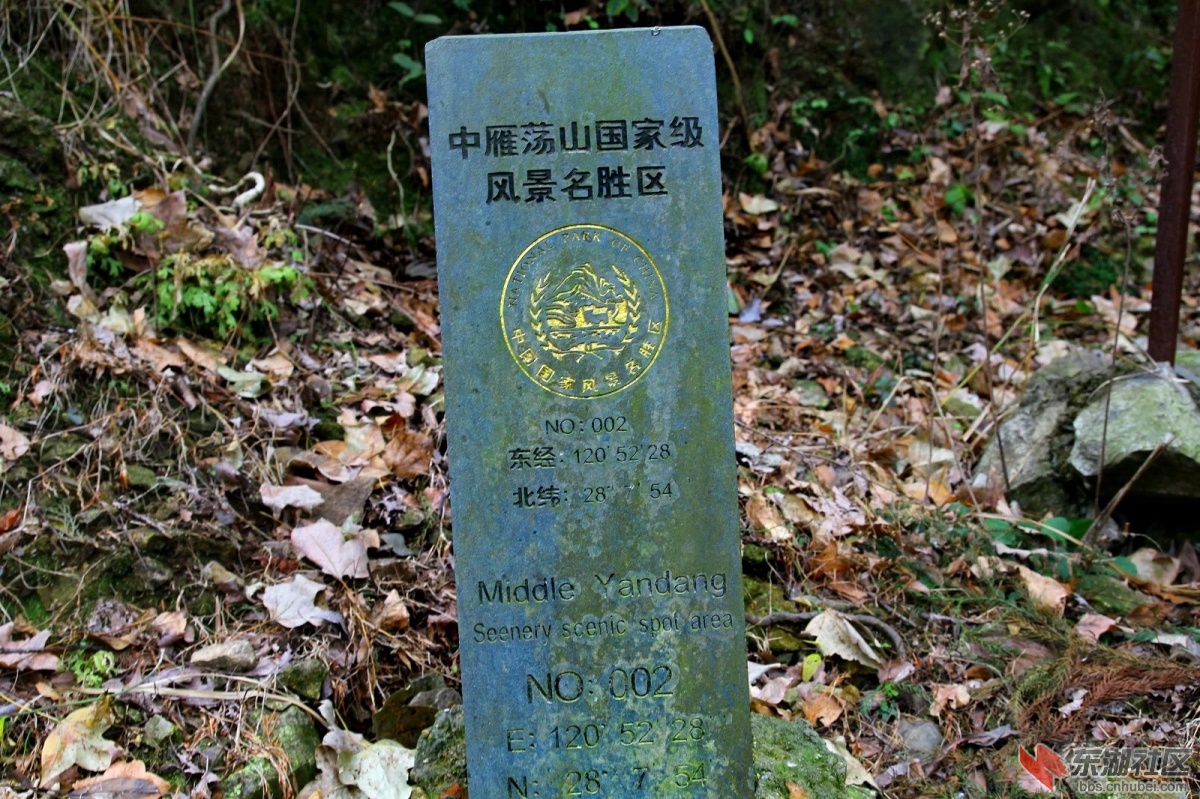 中雁荡山国家级
风景名胜区
NATIONAL PARK OF CHINA
中国国家风景名胜区
NO: 002
东经: 120° 52' 28
北纬: 28° 7' 54
Middle Yandang
Seenerv scenic spot area
NO: 002
E: 120° 52' 28
N: 28° 7' 54
东湖社区
bbs.cnhubei.com